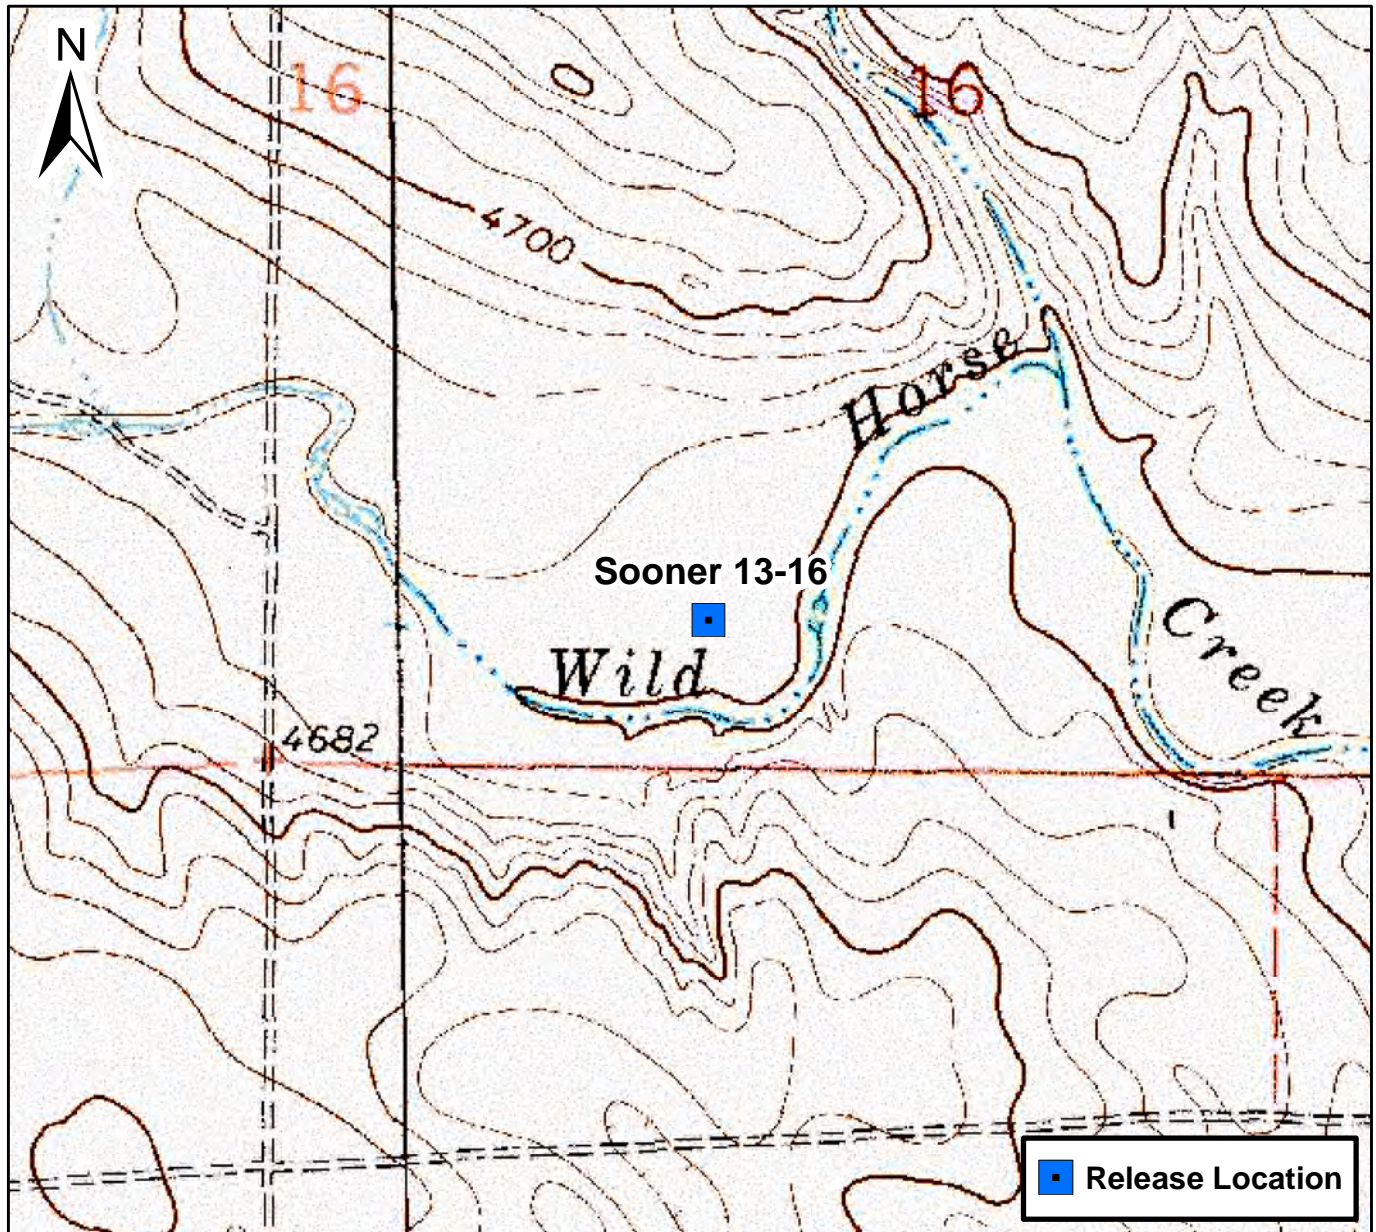 N
16
16
4700
Horse
Sooner 13-16
Wild
Creek
4682
Release Location